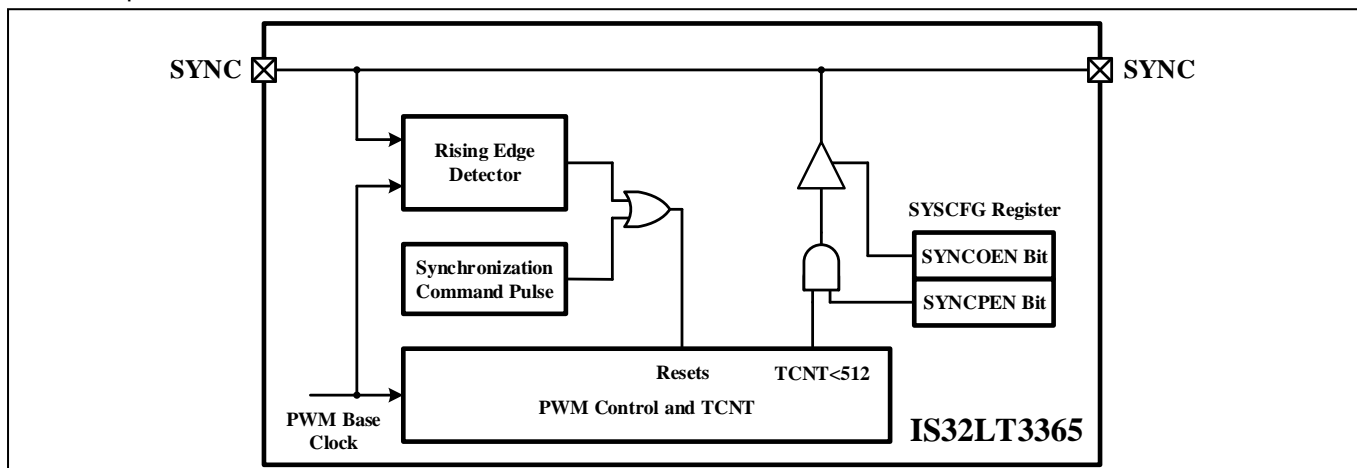 SYNC
SYNC
Rising Edge
Detector
SYSCFG Register
Synchronization
Command Pulse
SYNCOEN Bit
SYNCPEN Bit
Resets
TCNT<512
PWM Control and TCNT
PWM Base
Clock
IS32LT3365